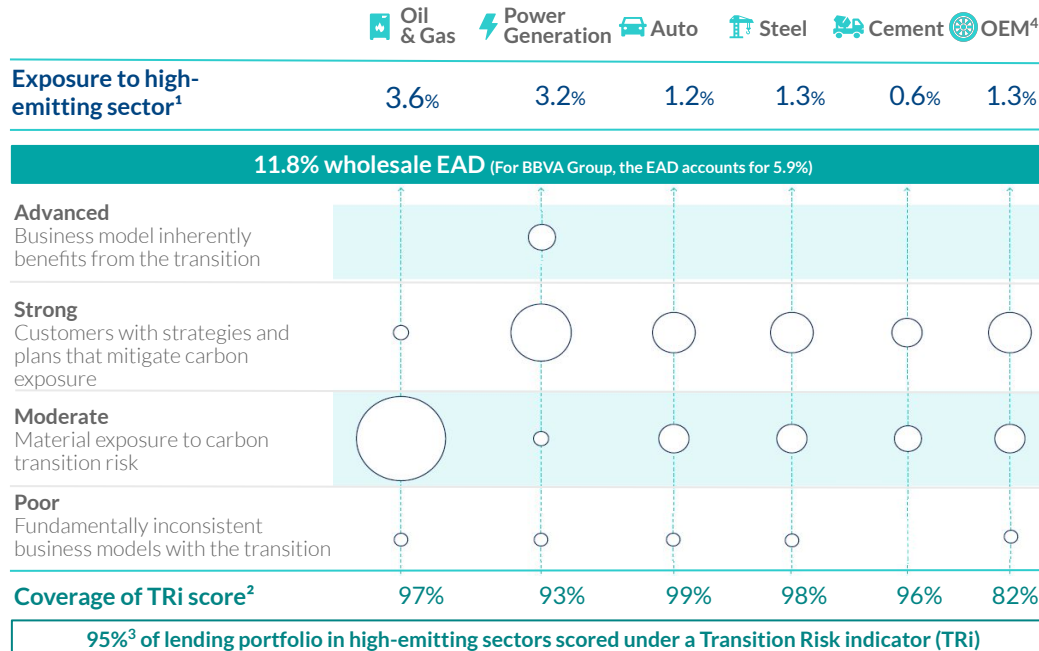 Oil & Gas
Power Generation
Auto
Steel
Cement
OEM⁴
Exposure to high-
emitting sector¹
3.6%
3.2%
1.2%
1.3%
0.6%
1.3%
11.8% wholesale EAD (For BBVA Group, the EAD accounts for 5.9%)
Advanced
Business model inherently
benefits from the transition
Strong
Customers with strategies and
plans that mitigate carbon
exposure
Moderate
Material exposure to carbon
transition risk
Poor
Fundamentally inconsistent
business models with the transition
Coverage of TRi score²
97%
93%
99%
98%
96%
82%
95%³ of lending portfolio in high-emitting sectors scored under a Transition Risk indicator (TRi)